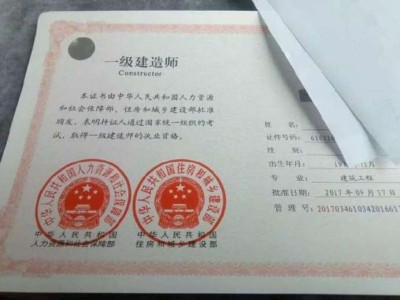 一级建造师
Constructor
本证书由中华人民共和国人力资源
和社会保障部、住房和城乡建设部批准
颁发，表明持证人通过国家统一组织的考
试，取得一级建造师的执业资格。
中华人民共和国人力资源和社会保障部
中华人民共和国住房和城乡建设部
中华人民共和国
人力资源和社会保障部
中华人民共和国
住房和城乡建设部
姓 名:
证件号码:
性 别:
出生年月:
专 业: 建筑工程
批准日期: 2017年09月17日
管 理 号: